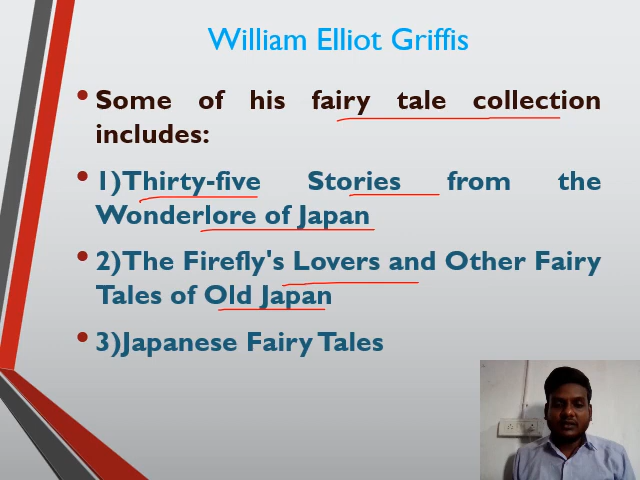 William Elliot Griffis
• Some of his fairy tale collection
includes:
• 1)Thirty-five Stories from the
Wonderlore of Japan
• 2)The Firefly's Lovers and Other Fairy
Tales of Old Japan
• 3)Japanese Fairy Tales